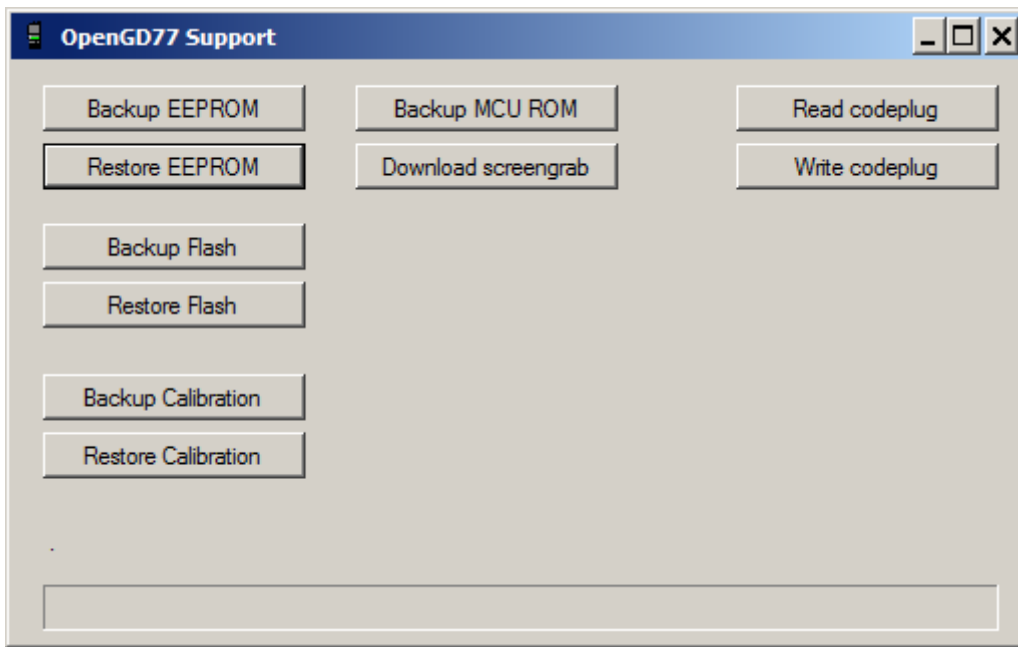 OpenGD77 Support
Backup EEPROM
Backup MCU ROM
Read codeplug
Restore EEPROM
Download screengrab
Write codeplug
Backup Flash
Restore Flash
Backup Calibration
Restore Calibration
.